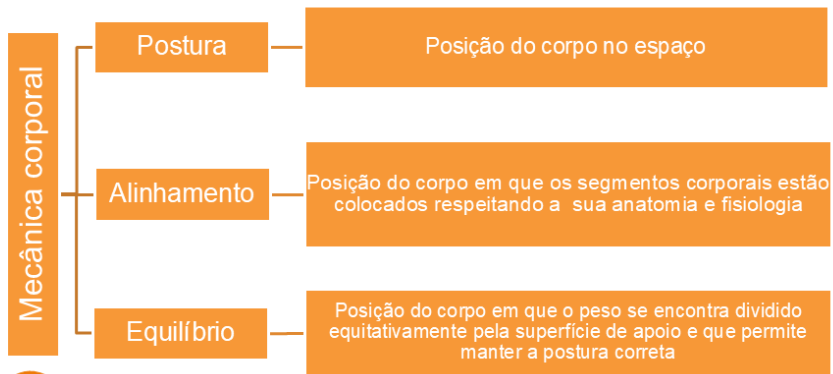 Mecânica corporal
Postura
Posição do corpo no espaço
Alinhamento
Posição do corpo em que os segmentos corporais estão
colocados respeitando a sua anatomia e fisiologia
Equilíbrio
Posição do corpo em que o peso se encontra dividido
equitativamente pela superfície de apoio e que permite
manter a postura correta